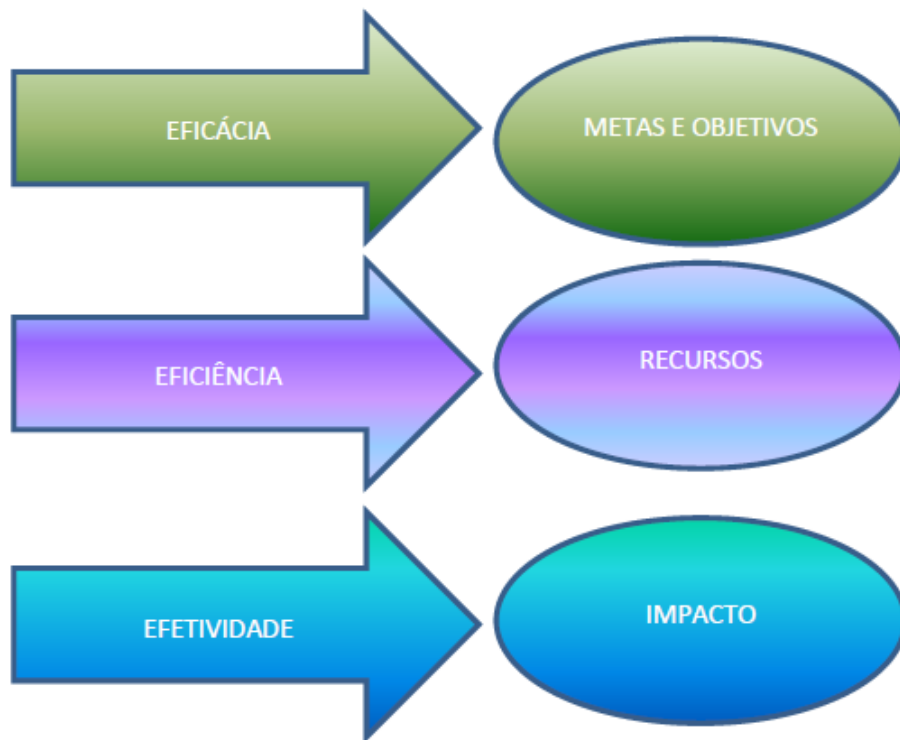 EFICÁCIA
METAS E OBJETIVOS
EFICIÊNCIA
RECURSOS
EFETIVIDADE
IMPACTO